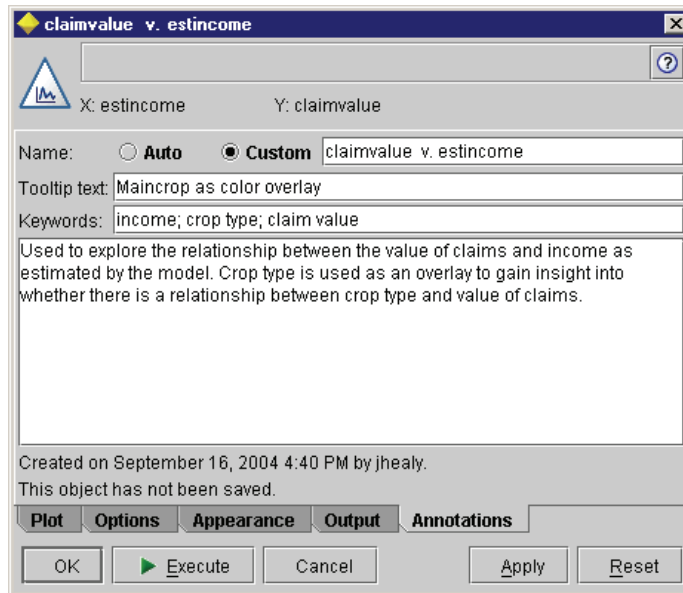 claimvalue v. estincome
X: estincome Y: claimvalue
Name: Auto Custom claimvalue v. estincome
Tooltip text: Maincrop as color overlay
Keywords: income; crop type; claim value
Used to explore the relationship between the value of claims and income as
estimated by the model. Crop type is used as an overlay to gain insight into
whether there is a relationship between crop type and value of claims.
Created on September 16, 2004 4:40 PM by jhealy.
This object has not been saved.
Plot Options Appearance Output Annotations
OK Execute Cancel Apply Reset